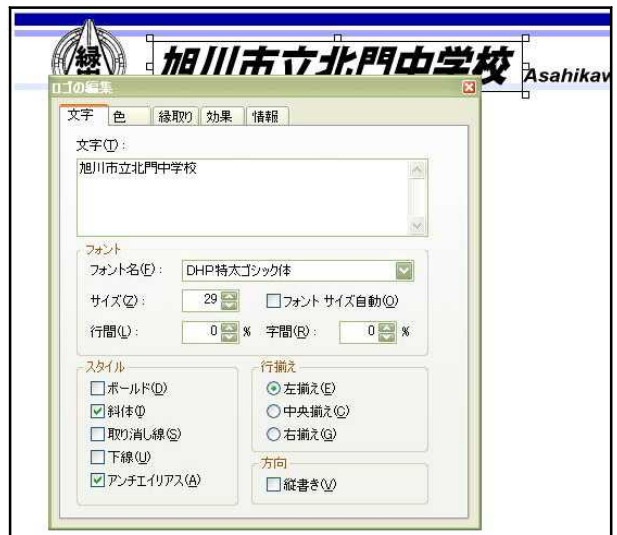 旭川市立北門中学校 Asahikaw
ロゴの編集
文字 色 縁取り 効果 情報
文字(T):
旭川市立北門中学校
フォント
フォント名(F): DHP特太ゴシック体
サイズ(Z): 29 フォント サイズ自動(O)
行間(L): 0 % 字間(R): 0 %
スタイル
ボールド(D)
斜体(I)
取り消し線(S)
下線(U)
アンチエイリアス(A)
行揃え
左揃え(E)
中央揃え(C)
右揃え(G)
方向
縦書き(V)